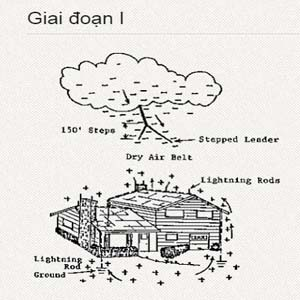 Giai đoạn I
150' Steps
Stepped Leader
Dry Air Belt
Lightning Rods
Lightning
Rod
Ground